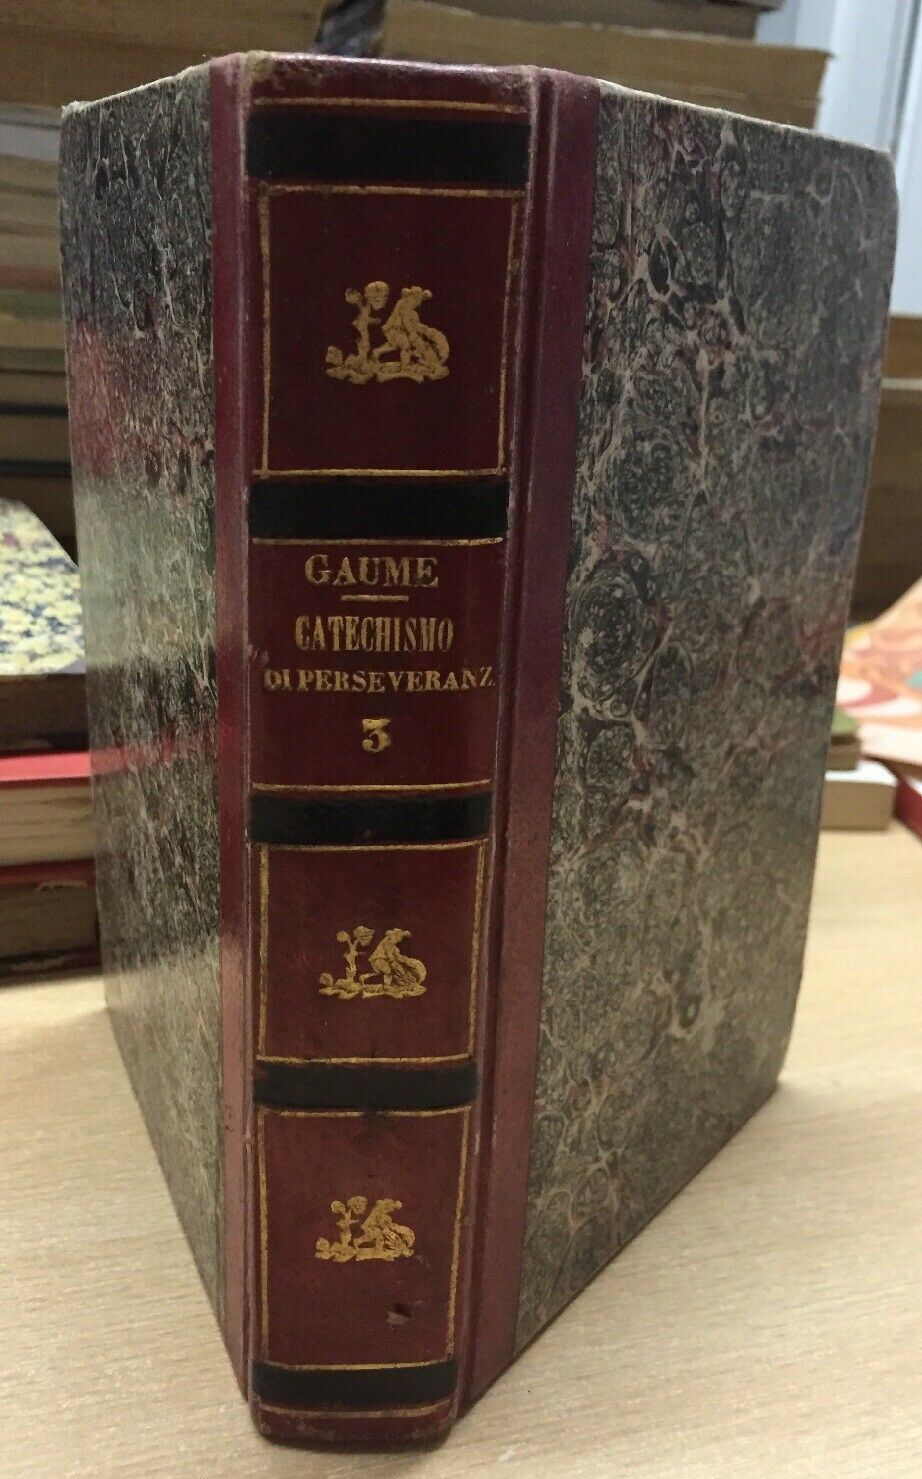 GAUME
CATECHISMO
DI PERSEVERANZ
3